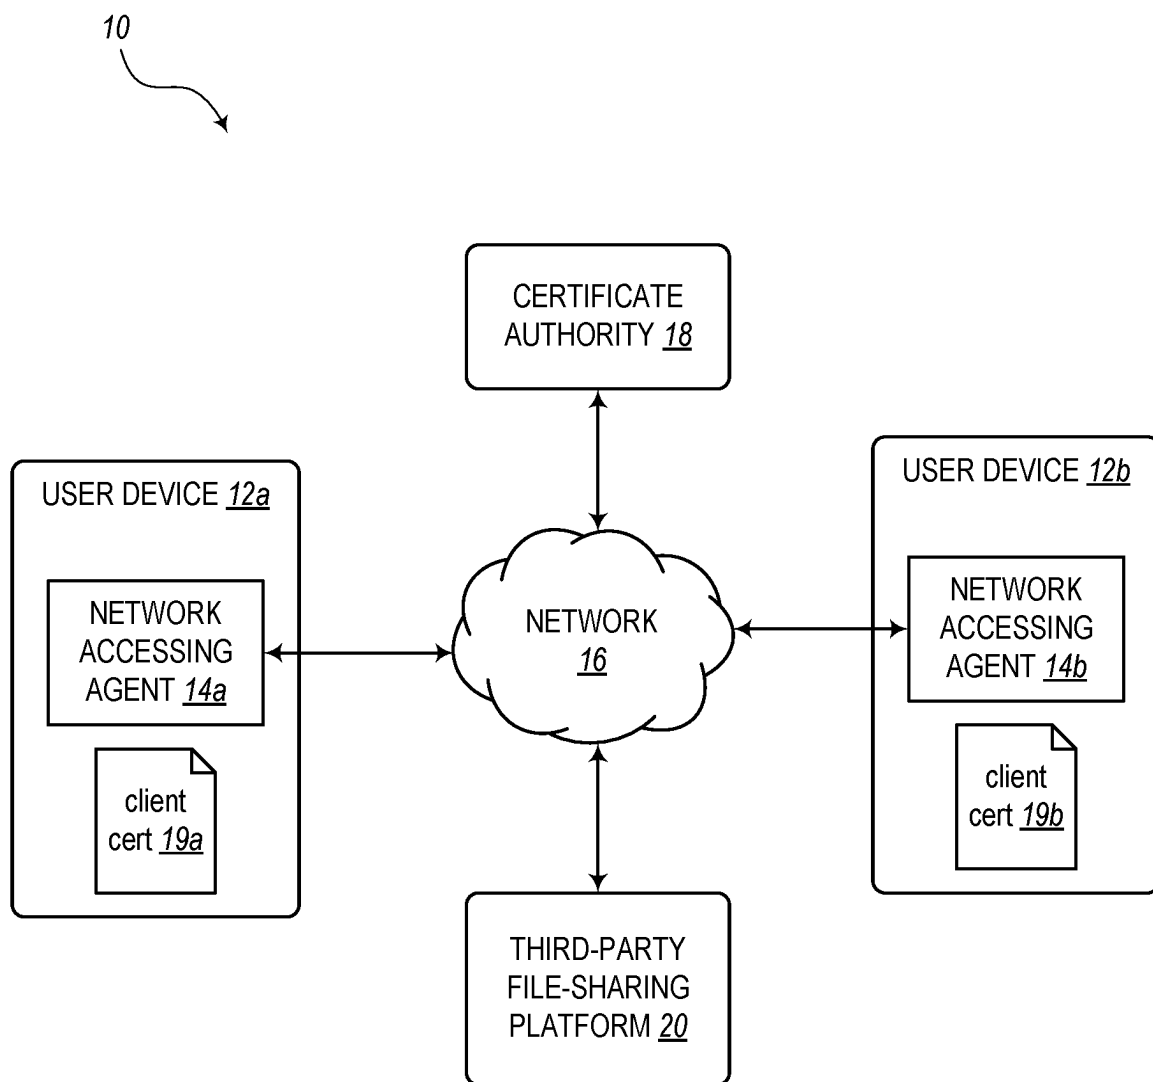 10
CERTIFICATE
AUTHORITY 18
USER DEVICE 12a
NETWORK
ACCESSING
AGENT 14a
client
cert 19a
NETWORK
16
USER DEVICE 12b
NETWORK
ACCESSING
AGENT 14b
client
cert 19b
THIRD-PARTY
FILE-SHARING
PLATFORM 20